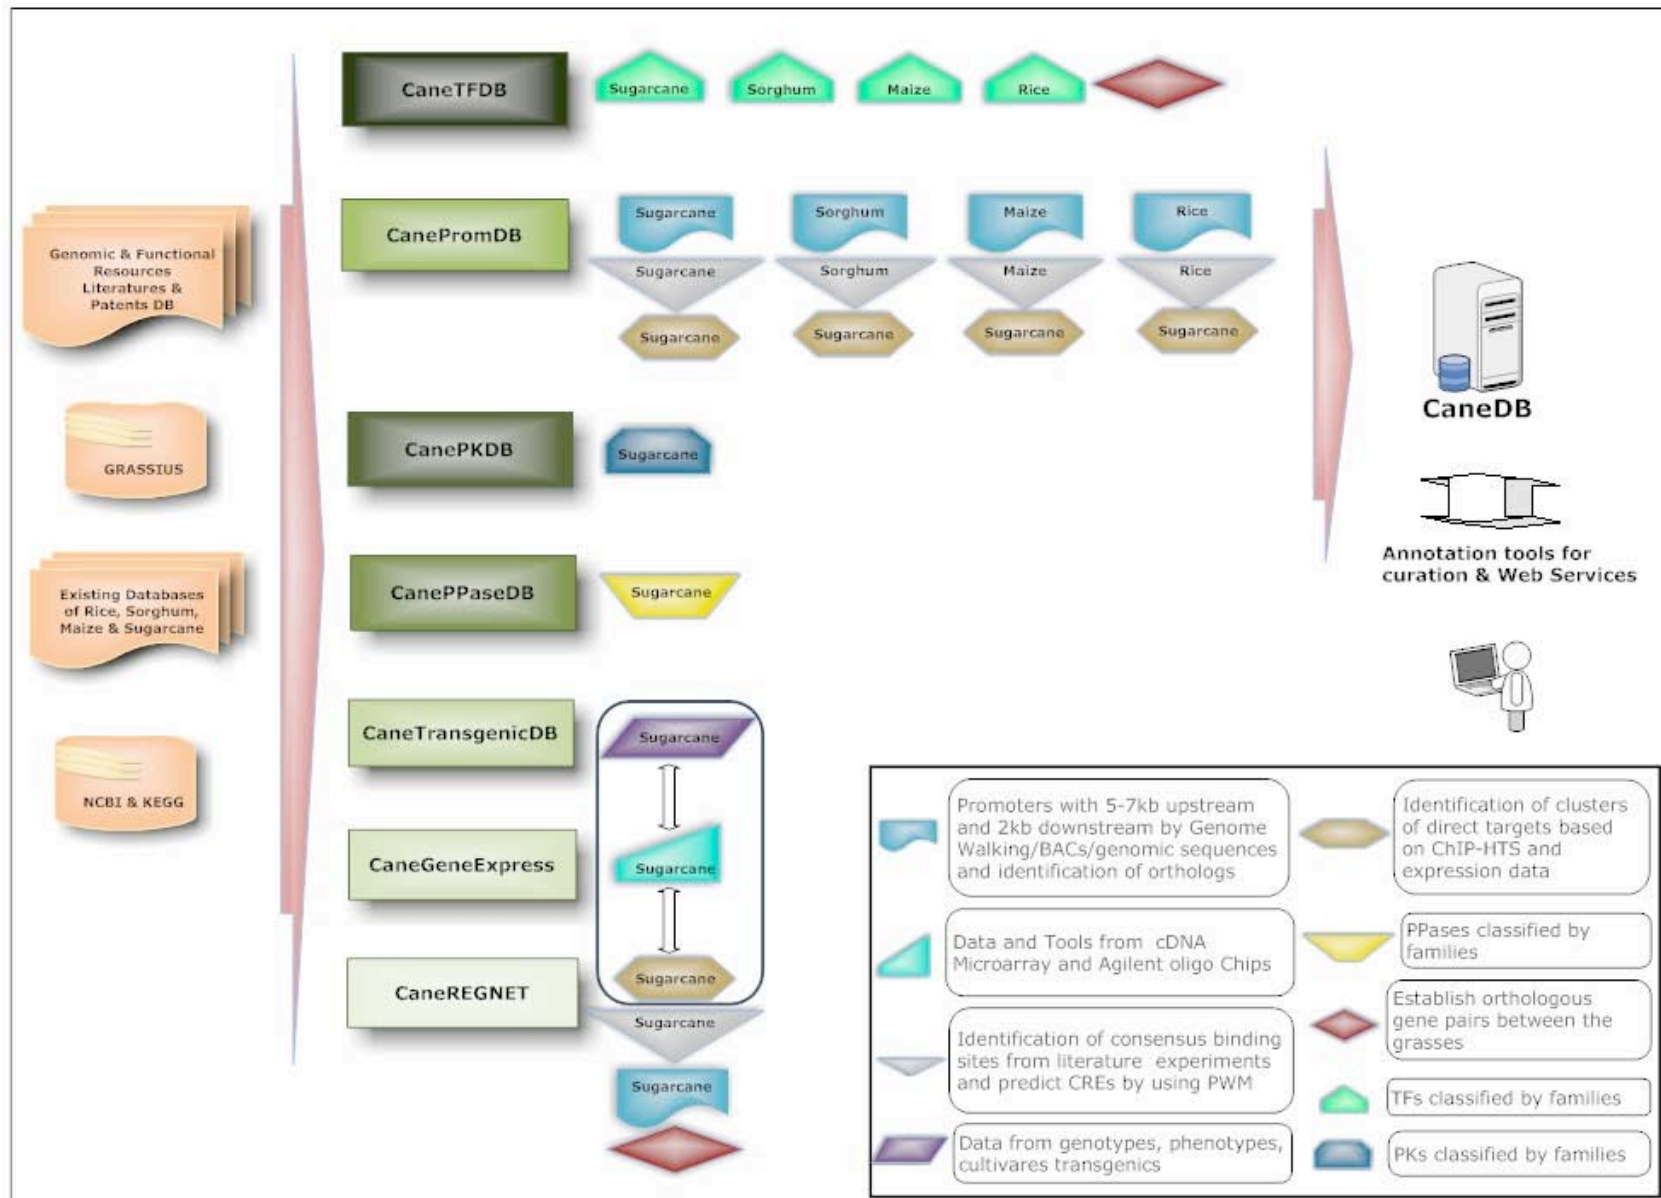 CaneTFDB
Sugarcane
Sorghum
Maize
Rice
Genomic & Functional
Resources
Literatures &
Patents DB
CanePromDB
Sugarcane
Sorghum
Maize
Rice
Sugarcane
Sorghum
Maize
Rice
Sugarcane
Sugarcane
Sugarcane
Sugarcane
CaneDB
GRASSIUS
CanePKDB
Sugarcane
Annotation tools for
curation & Web Services
Existing Databases
of Rice, Sorghum,
Maize & Sugarcane
CanePPaseDB
Sugarcane
CaneTransgenicDB
Sugarcane
NCBI & KEGG
CaneGeneExpress
Sugarcane
CaneREGNET
Sugarcane
Sugarcane
Sugarcane
Promoters with 5-7kb upstream
and 2kb downstream by Genome
Walking/BACs/genomic sequences
and identification of orthologs
Data and Tools from cDNA
Microarray and Agilent oligo Chips
Identification of consensus binding
sites from literature experiments
and predict CREs by using PWM
Data from genotypes, phenotypes,
cultivares transgenics
Identification of clusters
of direct targets based
on ChIP-HTS and
expression data
PPases classified by
families
Establish orthologous
gene pairs between the
grasses
TFs classified by families
PKs classified by families